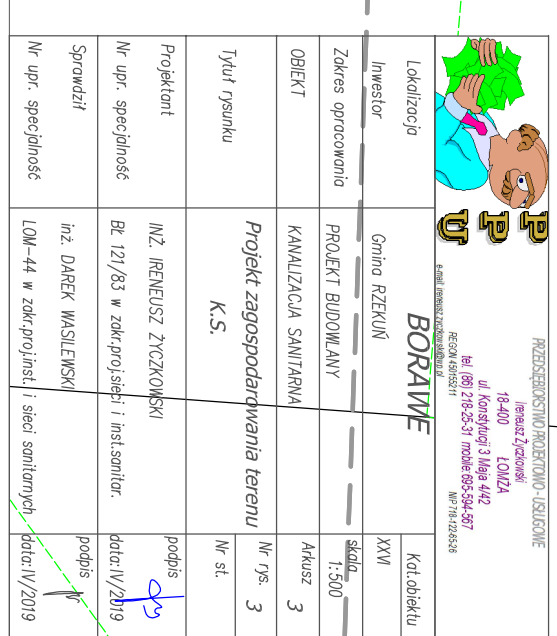 P
P
U
PRZEDSIĘBIORSTWO PROJEKTOWO - USŁUGOWE
Ireneusz Życzkowski
18-400 ŁOMŻA
ul. Konstytucji 3 Maja 4/42
tel. (86) 218-25-31 mobile:695-594-567
REGON 450155211 NIP 718-122-65-26
e-mail: ireneusz.zyczkowski@wp.pl
Lokalizacja BORAWE Kat.obiektu
Inwestor Gmina RZEKUŃ XXVI
Zakres opracowania PROJEKT BUDOWLANY skala 1:500
OBIEKT KANALIZACJA SANITARNA Arkusz 3
Tytuł rysunku Projekt zagospodarowania terenu Nr rys. 3
K.S. Nr st.
Projektant INŻ. IRENEUSZ ŻYCZKOWSKI podpis
Nr upr. specjalność BŁ 121/83 w zakr.proj.sieci i inst.sanitar. data:IV/2019
Sprawdził inż. DAREK WASILEWSKI podpis
Nr upr. specjalność LOM-44 w zakr.proj.inst. i sieci sanitarnych data:IV/2019